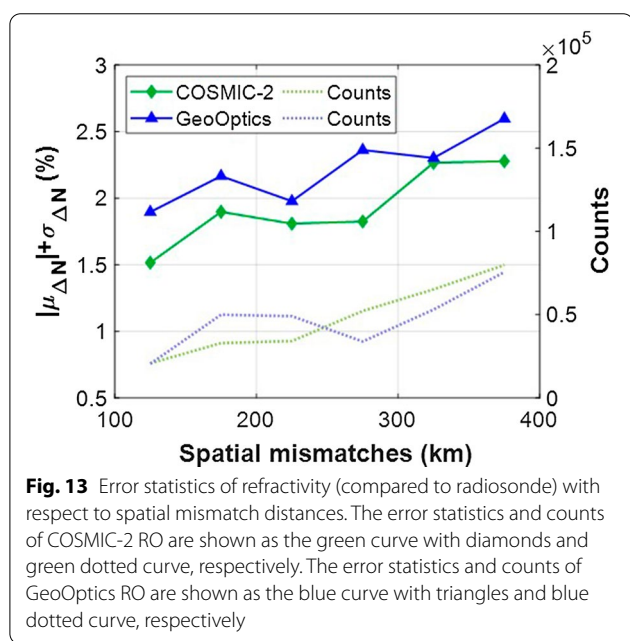 ×10⁵
3
2.5
2
1.5
1
0.5
2
1.5
1
0.5
0
COSMIC-2 Counts
GeoOptics Counts
|μ_ΔN|+σ_ΔN (%)
Counts
100 200 300 400
Spatial mismatches (km)
Fig. 13 Error statistics of refractivity (compared to radiosonde) with
respect to spatial mismatch distances. The error statistics and counts
of COSMIC-2 RO are shown as the green curve with diamonds and
green dotted curve, respectively. The error statistics and counts of
GeoOptics RO are shown as the blue curve with triangles and blue
dotted curve, respectively